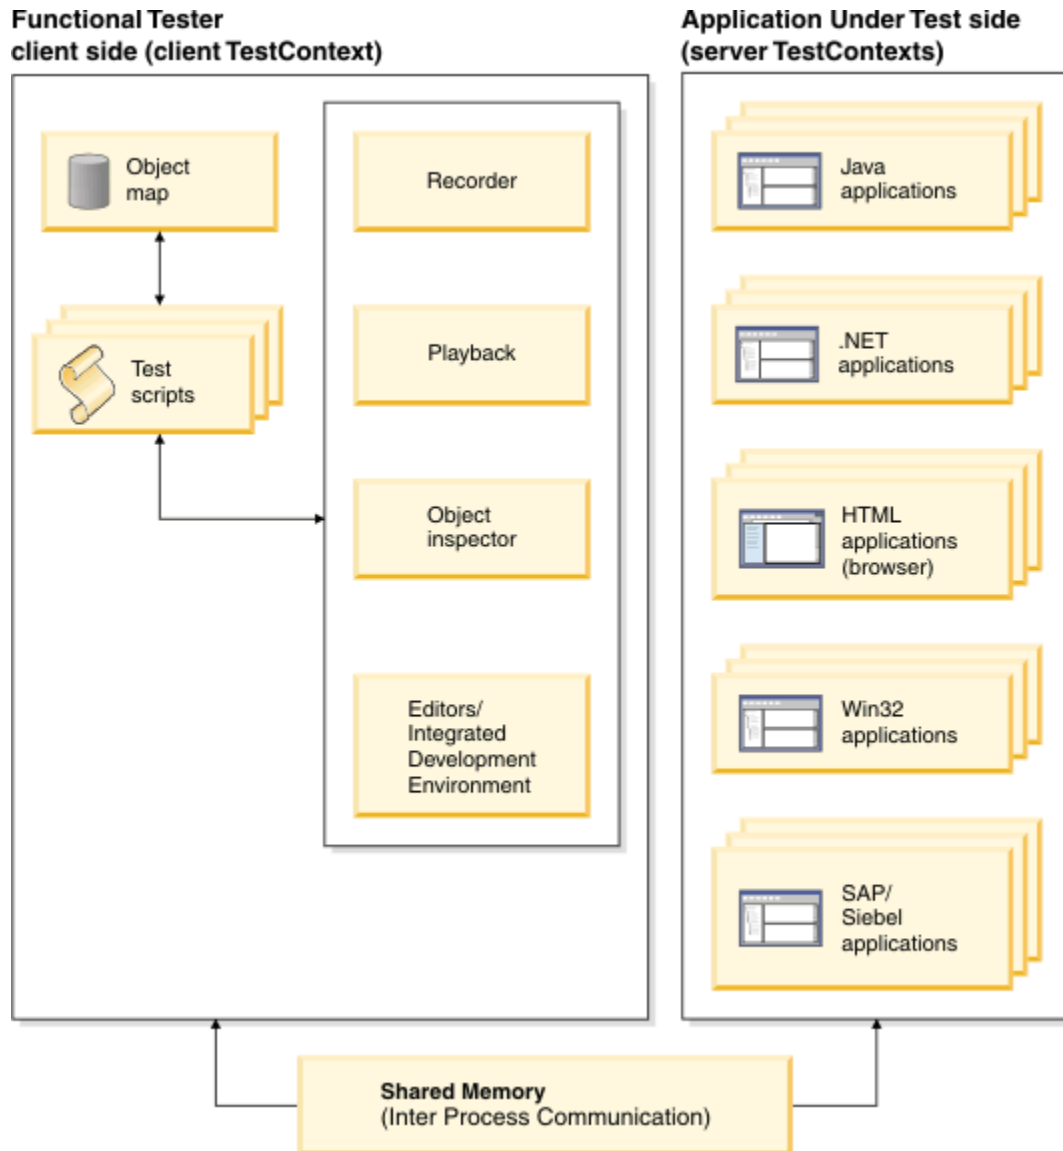 Functional Tester
client side (client TestContext)
Application Under Test side
(server TestContexts)
Object
map
Test
scripts
Recorder
Playback
Object
inspector
Editors/
Integrated
Development
Environment
Java
applications
.NET
applications
HTML
applications
(browser)
Win32
applications
SAP/
Siebel
applications
Shared Memory
(Inter Process Communication)